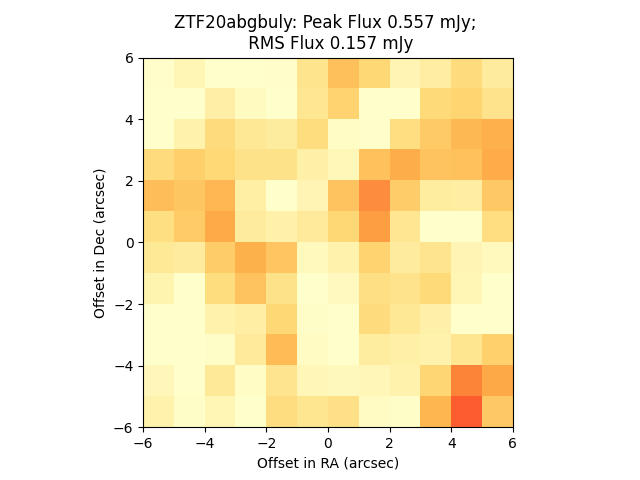 ZTF20abgbuly: Peak Flux 0.557 mJy;
RMS Flux 0.157 mJy
6
4
2
0
−2
−4
−6
Offset in Dec (arcsec)
−6 −4 −2 0 2 4 6
Offset in RA (arcsec)